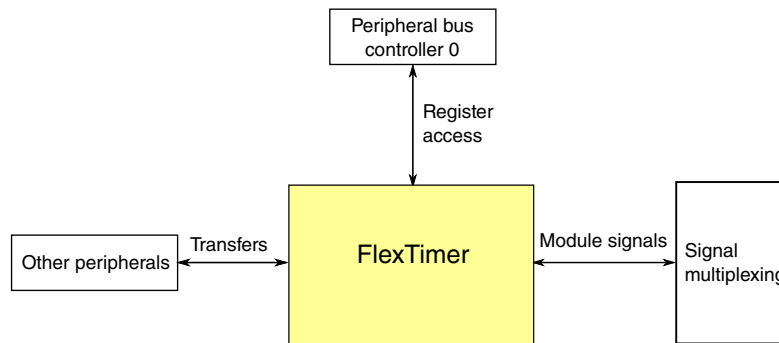 Peripheral bus
controller 0
Register
access
FlexTimer
Other peripherals
Transfers
Module signals
Signal
multiplexing